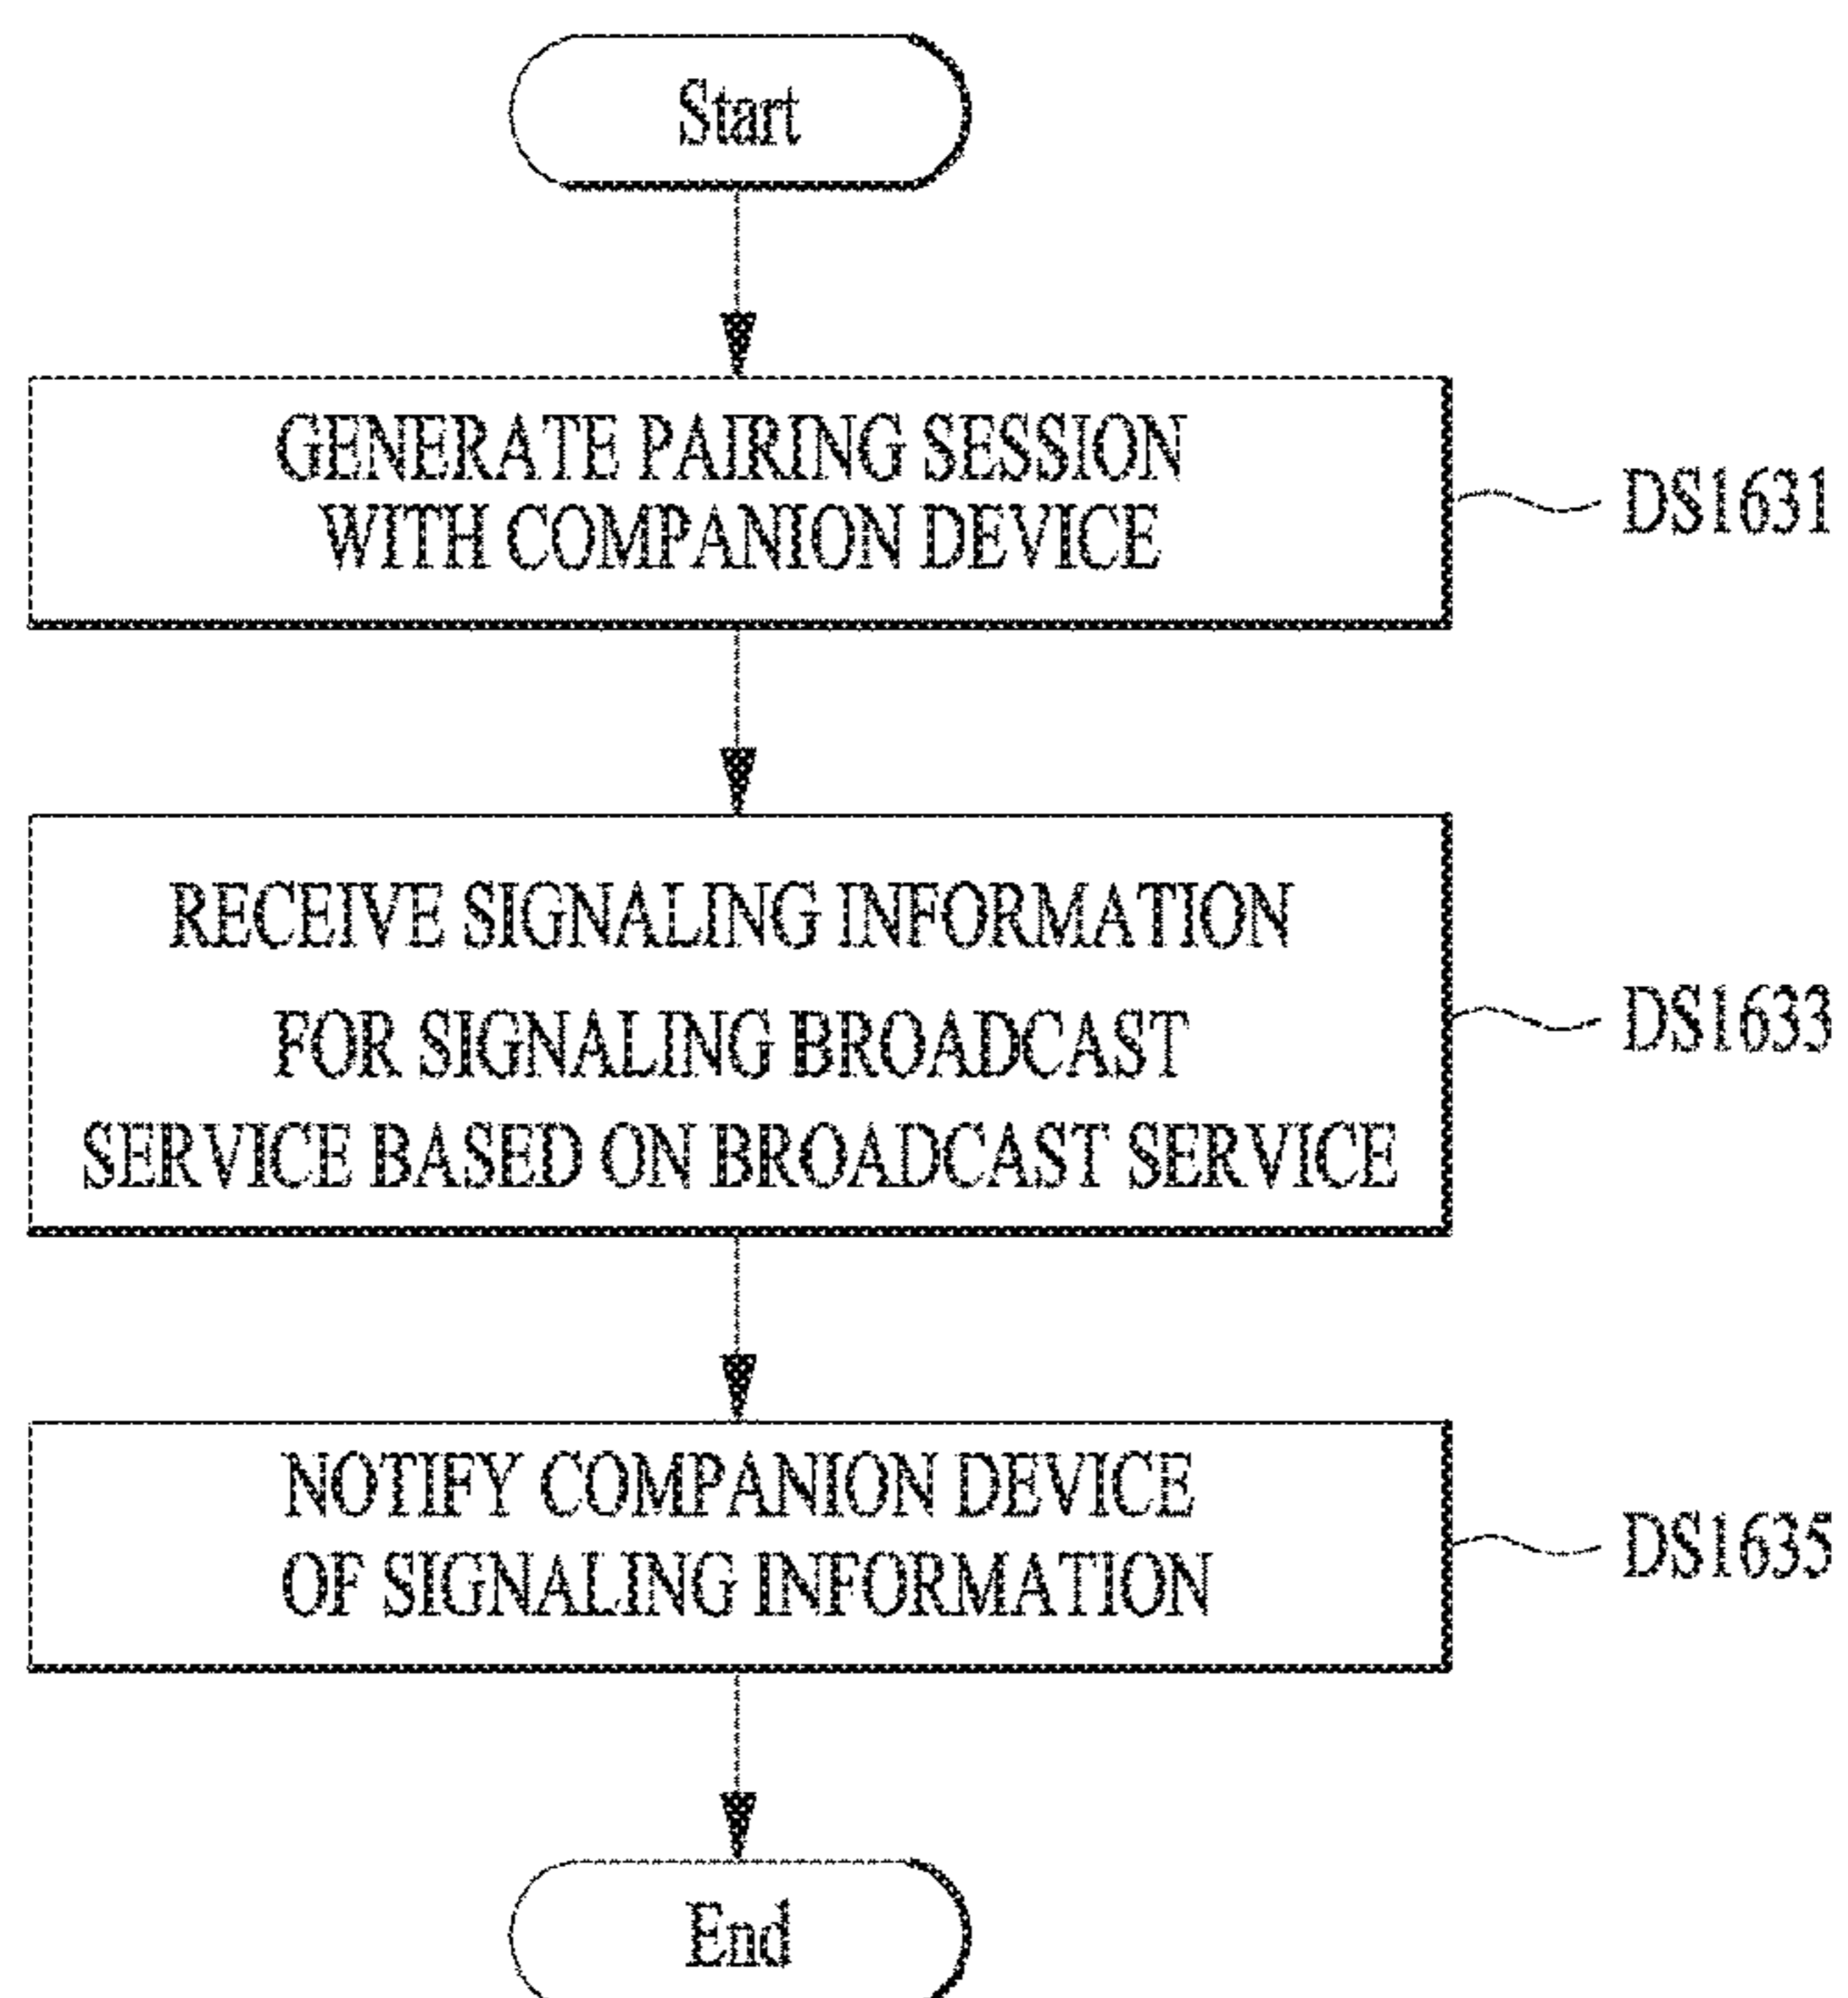 Start
GENERATE PAIRING SESSION
WITH COMPANION DEVICE
DS1631
RECEIVE SIGNALING INFORMATION
FOR SIGNALING BROADCAST
SERVICE BASED ON BROADCAST SERVICE
DS1633
NOTIFY COMPANION DEVICE
OF SIGNALING INFORMATION
DS1635
End